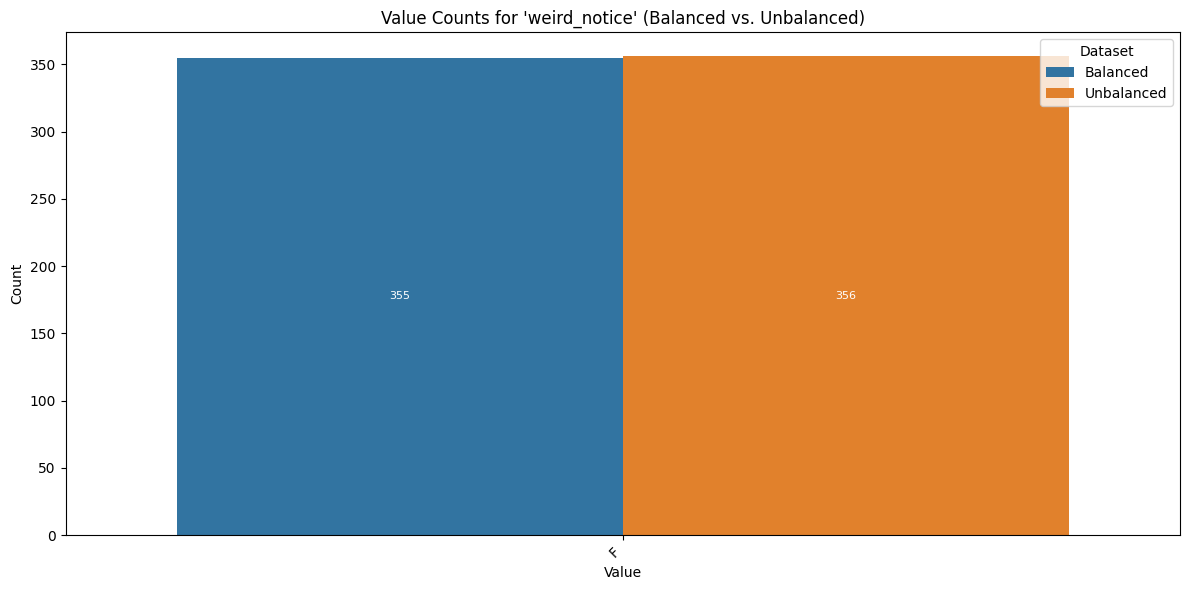 Value Counts for 'weird_notice' (Balanced vs. Unbalanced)
Dataset
Balanced
Unbalanced
350
300
250
200
150
100
50
0
Count
355
356
F
Value